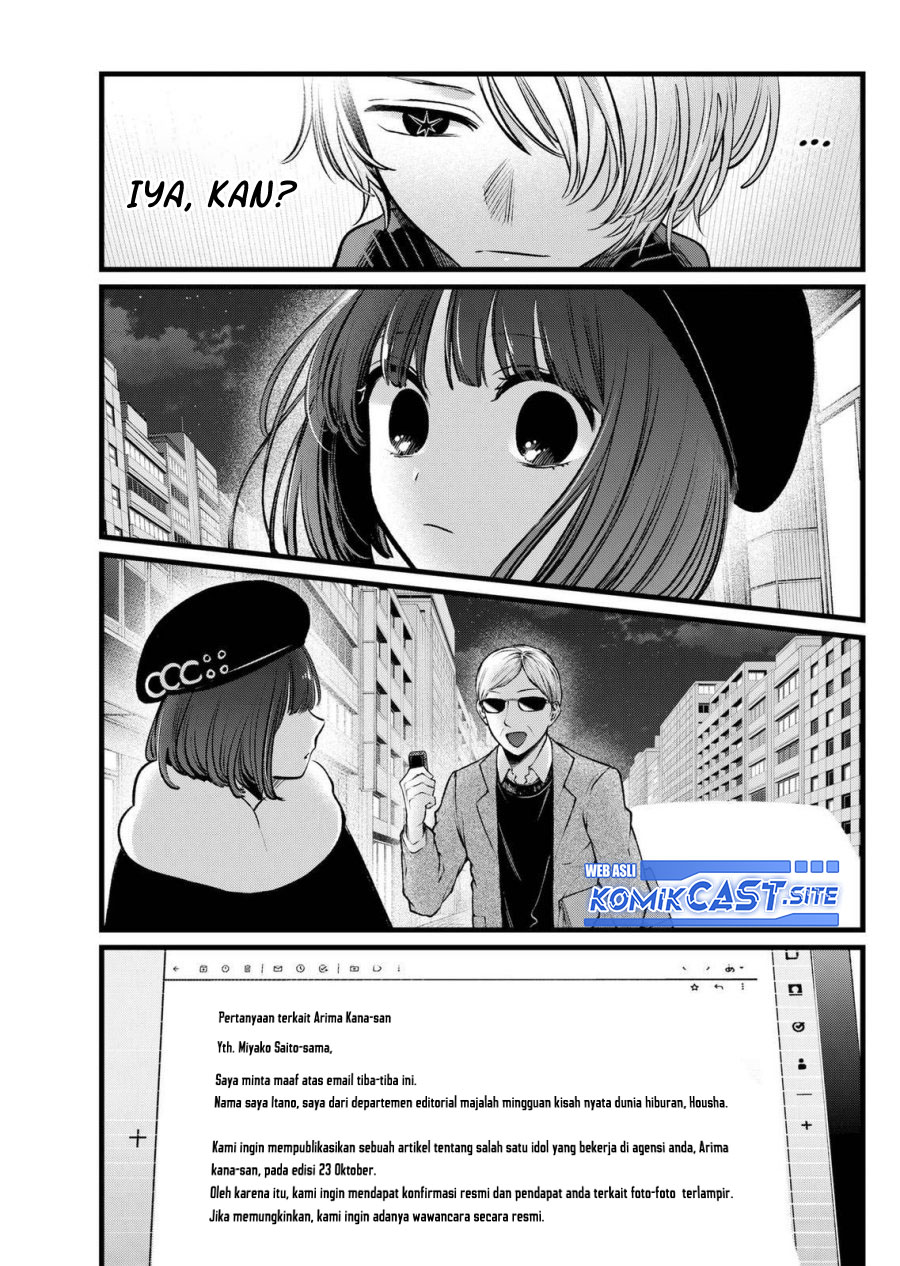 ...
IYA, KAN?
WEB ASLI
KOMIKCAST.SITE
あ
Pertanyaan terkait Arima Kana-san
Yth. Miyako Saito-sama,
Saya minta maaf atas email tiba-tiba ini.
Nama saya Itano, saya dari departemen editorial majalah mingguan kisah nyata dunia hiburan, Housha.
Kami ingin mempublikasikan sebuah artikel tentang salah satu idol yang bekerja di agensi anda, Arima
kana-san, pada edisi 23 Oktober.
Oleh karena itu, kami ingin mendapat konfirmasi resmi dan pendapat anda terkait foto-foto terlampir.
Jika memungkinkan, kami ingin adanya wawancara secara resmi.